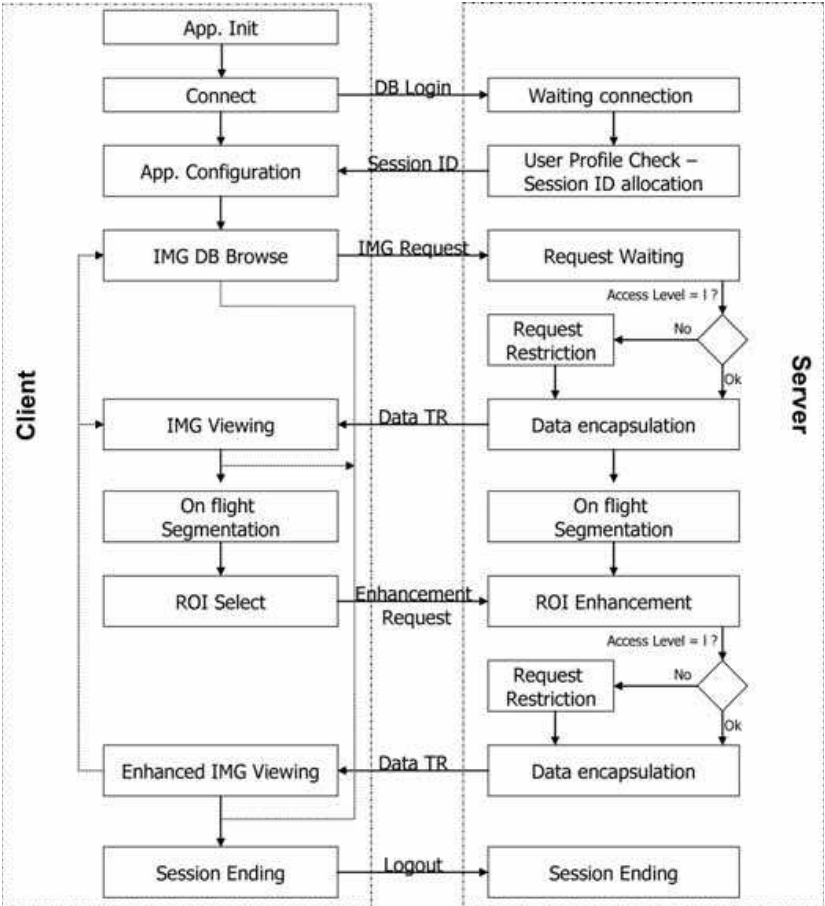 App. Init
Connect
DB Login
Waiting connection
App. Configuration
Session ID
User Profile Check –
Session ID allocation
IMG DB Browse
IMG Request
Request Waiting
Access Level = I ?
No
Request
Restriction
Ok
Client
Server
IMG Viewing
Data TR
Data encapsulation
On flight
Segmentation
On flight
Segmentation
ROI Select
Enhancement
Request
ROI Enhancement
Access Level = I ?
No
Request
Restriction
Ok
Enhanced IMG Viewing
Data TR
Data encapsulation
Session Ending
Logout
Session Ending